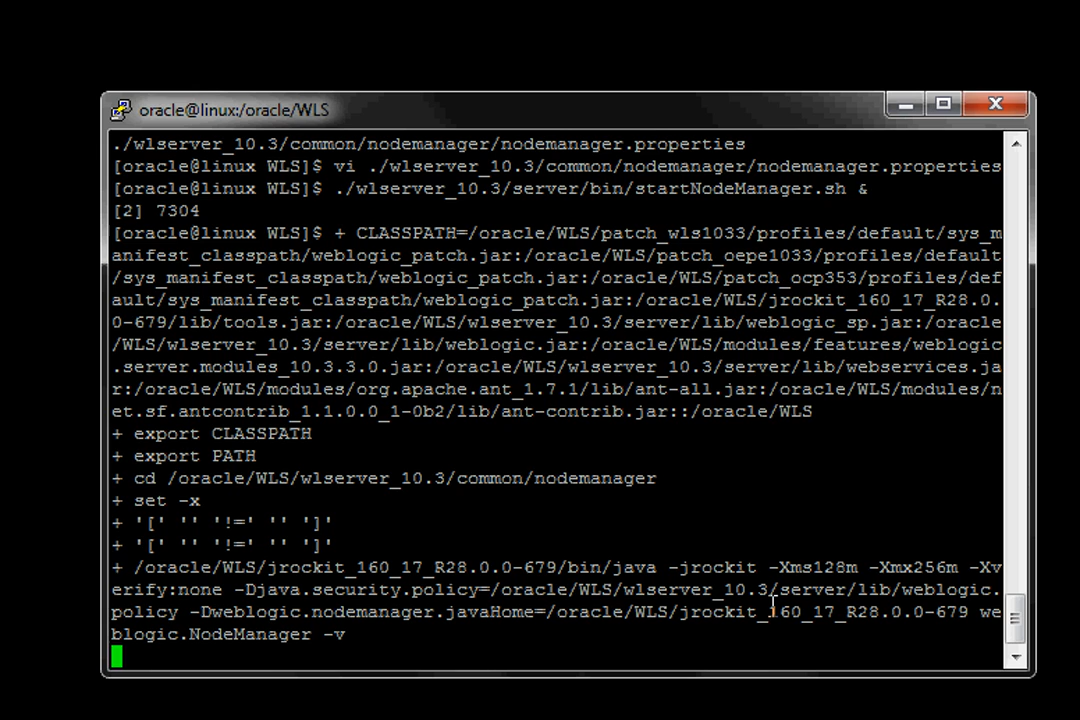 oracle@linux:/oracle/WLS
./wlserver_10.3/common/nodemanager/nodemanager.properties
[oracle@linux WLS]$ vi ./wlserver_10.3/common/nodemanager/nodemanager.properties
[oracle@linux WLS]$ ./wlserver_10.3/server/bin/startNodeManager.sh &
[2] 7304
[oracle@linux WLS]$ + CLASSPATH=/oracle/WLS/patch_wls1033/profiles/default/sys_m
anifest_classpath/weblogic_patch.jar:/oracle/WLS/patch_oepe1033/profiles/default
/sys_manifest_classpath/weblogic_patch.jar:/oracle/WLS/patch_ocp353/profiles/def
ault/sys_manifest_classpath/weblogic_patch.jar:/oracle/WLS/jrockit_160_17_R28.0.
0-679/lib/tools.jar:/oracle/WLS/wlserver_10.3/server/lib/weblogic_sp.jar:/oracle
/WLS/wlserver_10.3/server/lib/weblogic.jar:/oracle/WLS/modules/features/weblogic
.server.modules_10.3.3.0.jar:/oracle/WLS/wlserver_10.3/server/lib/webservices.ja
r:/oracle/WLS/modules/org.apache.ant_1.7.1/lib/ant-all.jar:/oracle/WLS/modules/n
et.sf.antcontrib_1.1.0.0_1-0b2/lib/ant-contrib.jar::/oracle/WLS
+ export CLASSPATH
+ export PATH
+ cd /oracle/WLS/wlserver_10.3/common/nodemanager
+ set -x
+ '[' '' '!=' '' ']'
+ '[' '' '!=' '' ']'
+ /oracle/WLS/jrockit_160_17_R28.0.0-679/bin/java -jrockit -Xms128m -Xmx256m -Xv
erify:none -Djava.security.policy=/oracle/WLS/wlserver_10.3/server/lib/weblogic.
policy -Dweblogic.nodemanager.javaHome=/oracle/WLS/jrockit_160_17_R28.0.0-679 we
blogic.NodeManager -v